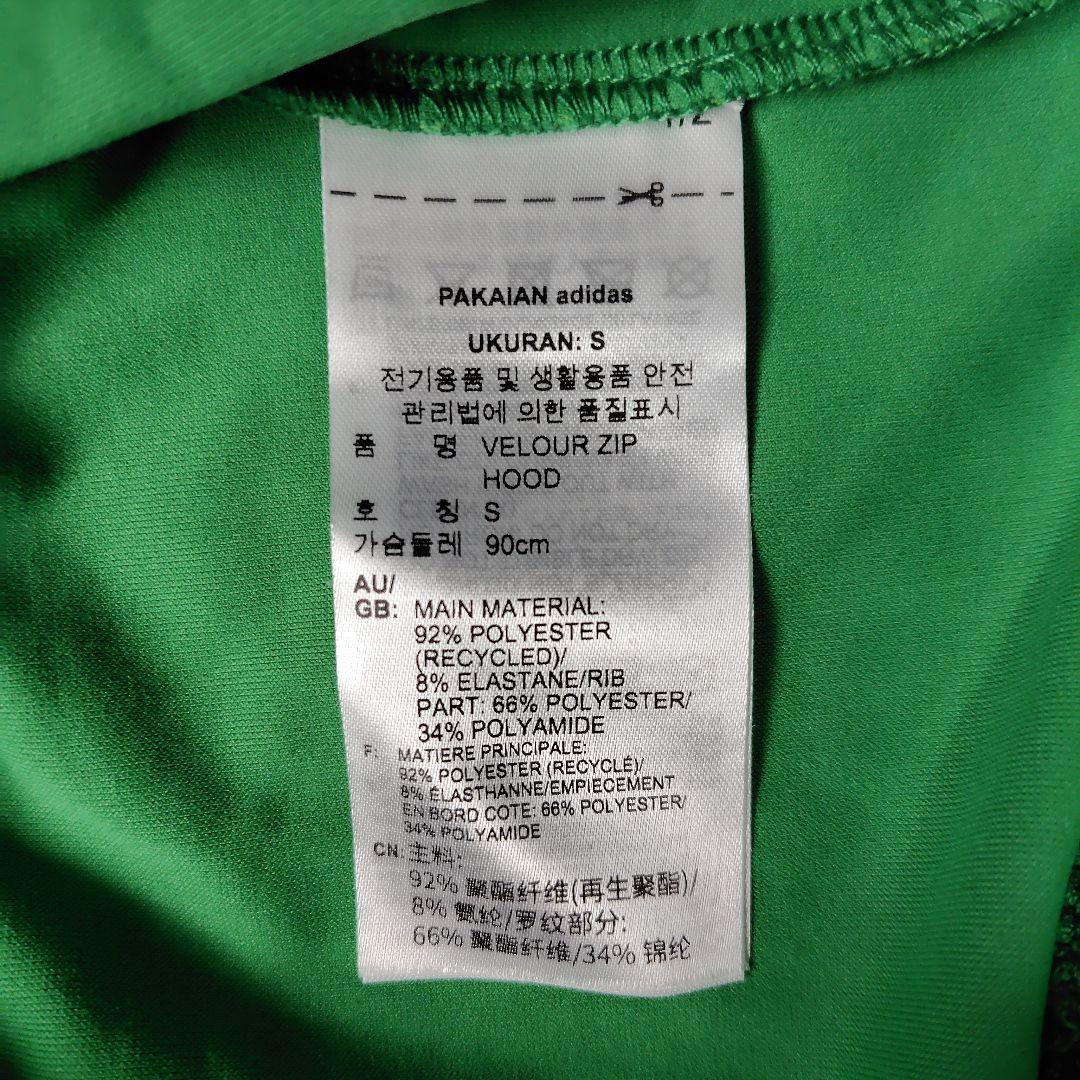 PAKAIAN adidas
UKURAN: S
전기용품 및 생활용품 안전
관리법에 의한 품질표시
품 명 VELOUR ZIP
HOOD
호 칭 S
가슴둘레 90cm
AU/
GB: MAIN MATERIAL:
92% POLYESTER
(RECYCLED)/
8% ELASTANE/RIB
PART: 66% POLYESTER/
34% POLYAMIDE
F: MATIERE PRINCIPALE:
92% POLYESTER (RECYCLÉ)/
8% ÉLASTHANNE/EMPIECEMENT
EN BORD COTE: 66% POLYESTER/
34% POLYAMIDE
CN: 主料:
92% 聚酯纤维(再生聚酯)/
8% 氨纶/罗纹部分:
66% 聚酯纤维/34% 锦纶